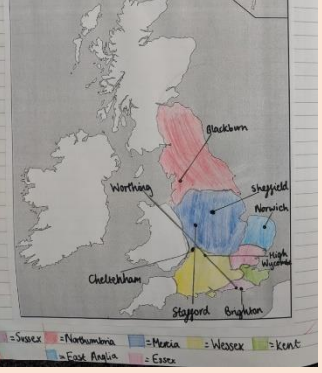 Blackburn
Worthing
Sheffield
Norwich
High
Wycombe
Cheltenham
Stafford
Brighton
=Sussex =Northumbria =Mercia =Wessex =Kent
=East Anglia =Essex